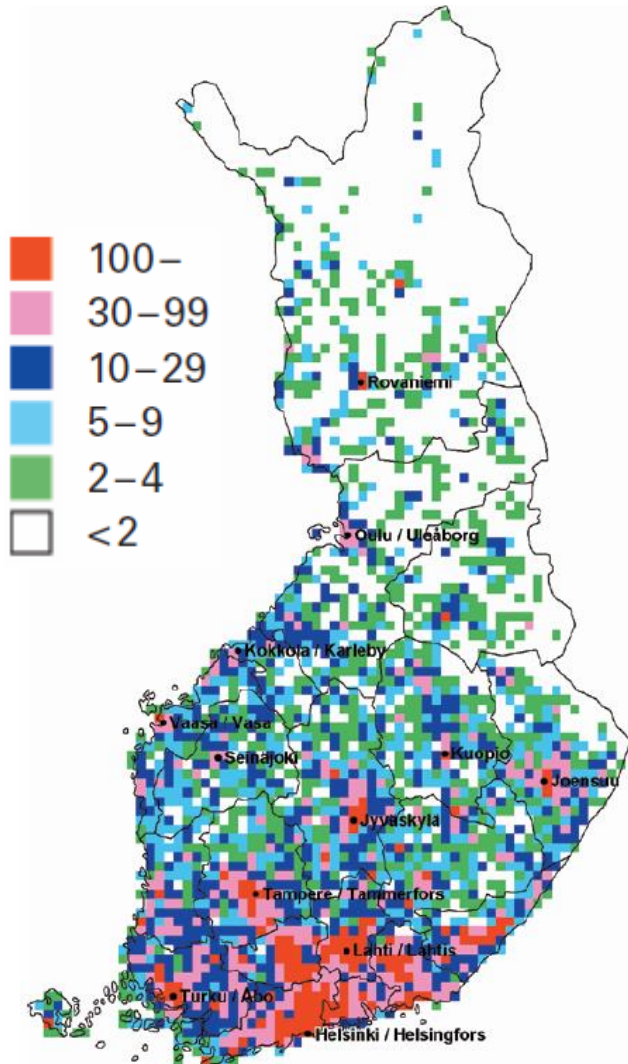 100–
30–99
10–29
5–9
2–4
<2
Rovaniemi
Oulu / Uleåborg
Kokkola / Karleby
Vaasa / Vasa
Seinäjoki
Kuopio
Joensuu
Jyväskylä
Tampere / Tammerfors
Lahti / Lahtis
Turku / Åbo
Helsinki / Helsingfors